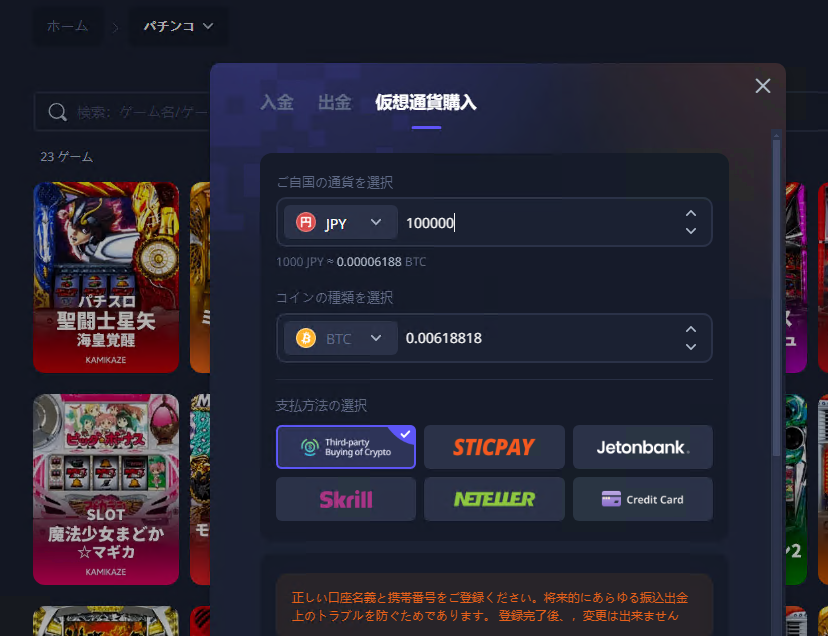 ホーム
パチンコ
検索：ゲーム名/ゲー
23 ゲーム
入金
出金
仮想通貨購入
ご自国の通貨を選択
円
JPY
100000
1000 JPY ≈ 0.00006188 BTC
コインの種類を選択
BTC
0.00618818
支払方法の選択
Third-party
Buying of Crypto
STICPAY
Jetonbank.
Skrill
NETELLER
Credit Card
正しい口座名義と携帯番号をご登録ください。将来的にあらゆる振込出金
上のトラブルを防ぐためであります。 登録完了後、, 変更は出来ません
パチスロ
聖闘士星矢
海皇覚醒
KAMIKAZE
ビッグボーナス
SLOT
魔法少女まどか
☆マギカ
KAMIKAZE